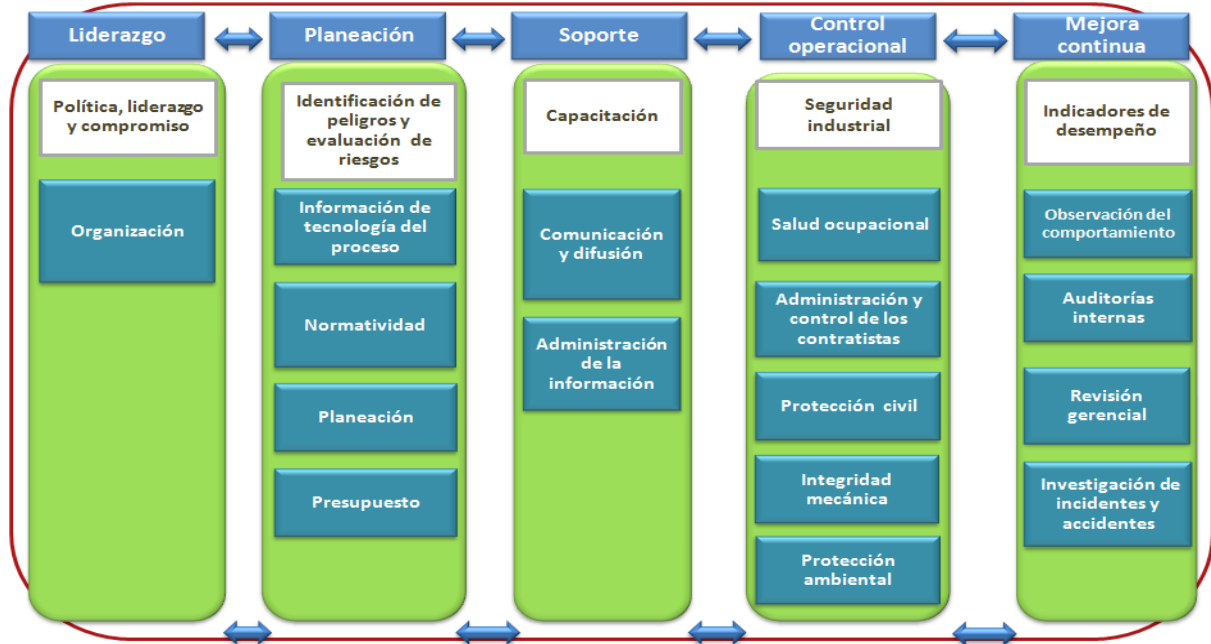 Liderazgo
Planeación
Soporte
Control
operacional
Mejora
continua
Política, liderazgo
y compromiso
Organización
Identificación de
peligros y
evaluación de
riesgos
Información de
tecnología del
proceso
Normatividad
Planeación
Presupuesto
Capacitación
Comunicación
y difusión
Administración
de la
información
Seguridad
industrial
Salud ocupacional
Administración y
control de los
contratistas
Protección civil
Integridad
mecánica
Protección
ambiental
Indicadores de
desempeño
Observación del
comportamiento
Auditorías
internas
Revisión
gerencial
Investigación de
incidentes y
accidentes